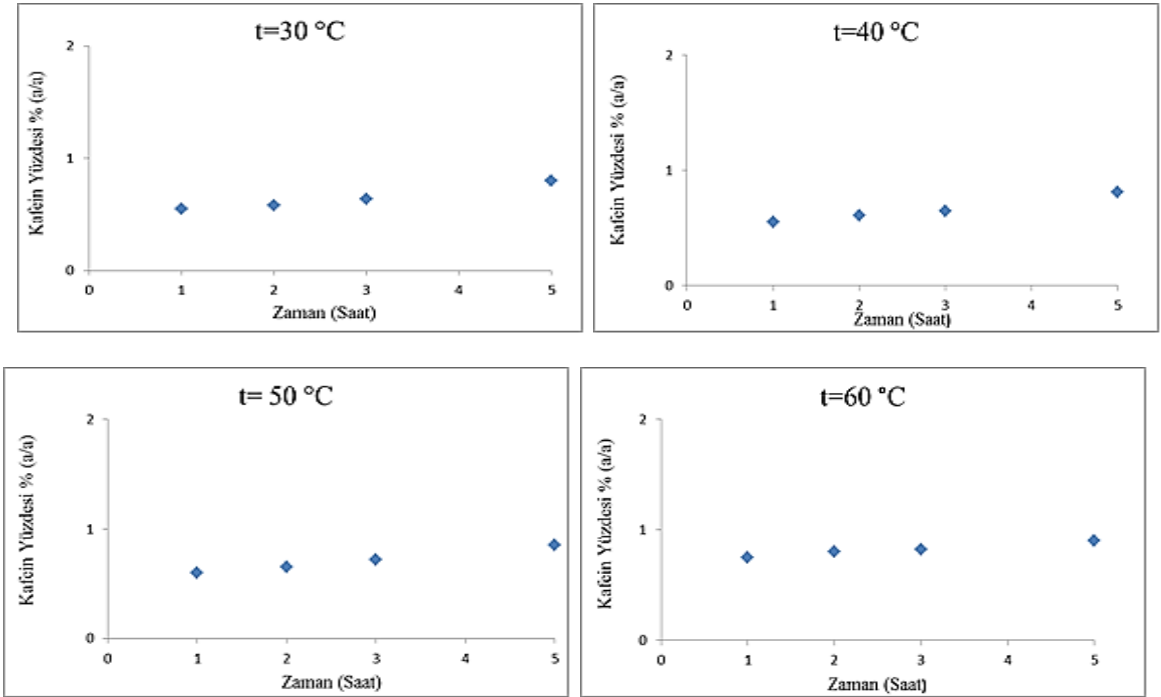 t=30 °C
Kafein Yüzdesi % (a/a)
2
1
0
0 1 2 3 4 5
Zaman (Saat)
t=40 °C
Kafein Yüzdesi % (a/a)
2
1
0
0 1 2 3 4 5
Zaman (Saat)
t= 50 °C
Kafein Yüzdesi % (a/a)
2
1
0
0 1 2 3 4 5
Zaman (Saat)
t=60 °C
Kafein Yüzdesi % (a/a)
2
1
0
0 1 2 3 4 5
Zaman (Saat)